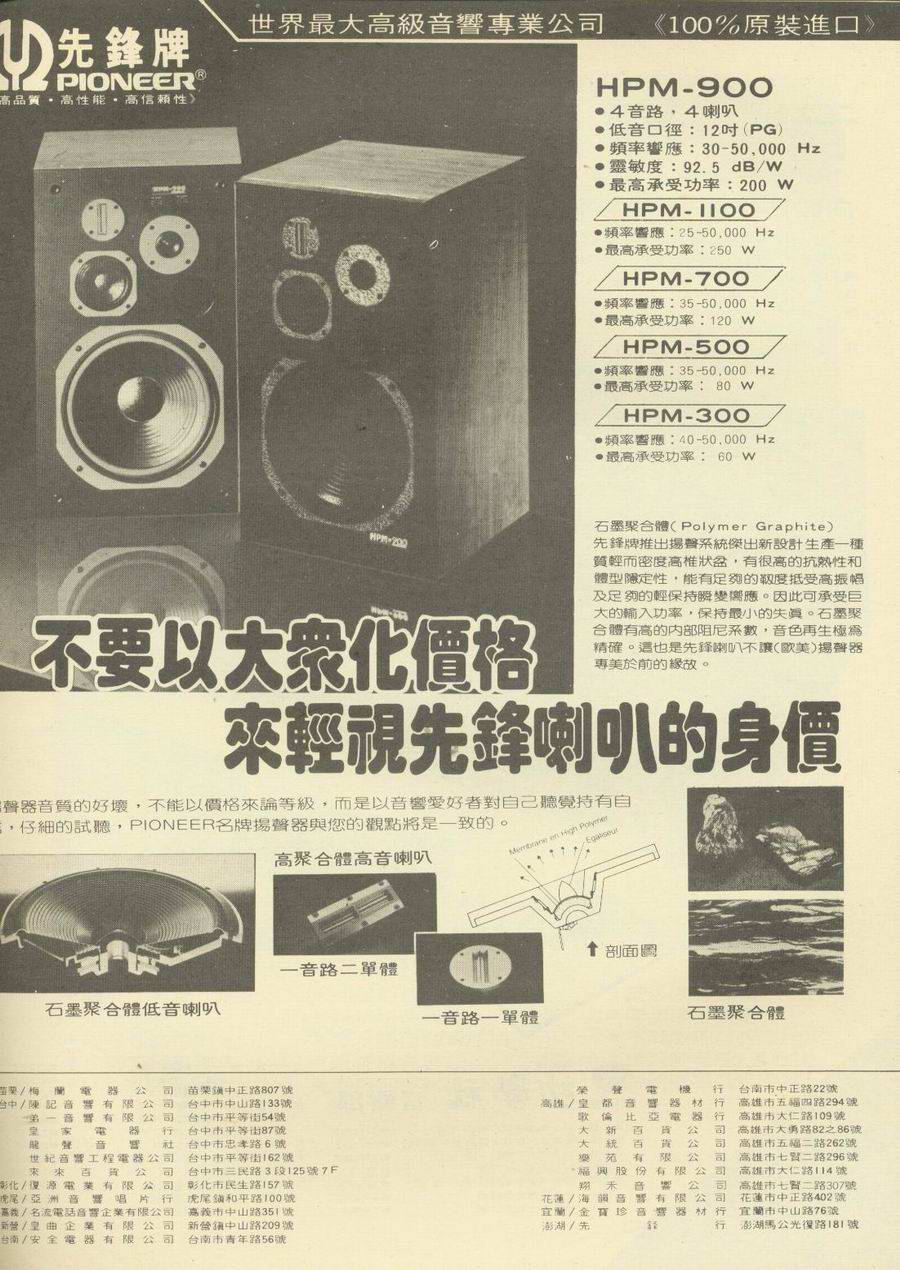 世界最大高級音響專業公司 《100%原裝進口》
先鋒牌
PIONEER®
高品質・高性能・高信賴性》
HPM-900
●4音路，4喇叭
●低音口徑：12吋(PG)
●頻率響應：30-50,000 Hz
●靈敏度：92.5 dB/W
●最高承受功率：200 W
HPM-1100
●頻率響應：25-50,000 Hz
●最高承受功率：250 W
HPM-700
●頻率響應：35-50,000 Hz
●最高承受功率：120 W
HPM-500
●頻率響應：35-50,000 Hz
●最高承受功率： 80 W
HPM-300
●頻率響應：40-50,000 Hz
●最高承受功率： 60 W
HPM-900
石墨聚合體(Polymer Graphite)
先鋒牌推出揚聲系統傑出新設計生產一種
質輕而密度高椎狀盆，有很高的抗熱性和
體型隱定性，能有足夠的韌度抵受高振幅
及足夠的輕保持瞬變嚮應。因此可承受巨
大的輸入功率，保持最小的失眞。石墨聚
合體有高的內部阻尼系數，音色再生極爲
精確。這也是先鋒喇叭不讓(歐美)揚聲器
專美於前的緣故。
不要以大衆化價格
來輕視先鋒喇叭的身價
聲器音質的好壞，不能以價格來論等級，而是以音響愛好者對自己聽覺持有自
，仔細的試聽，PIONEER名牌揚聲器與您的觀點將是一致的。
高聚合體高音喇叭
Membrane en High Polymer
Egaliseur
剖面圖
一音路二單體
石墨聚合體低音喇叭
一音路一單體
石墨聚合體
苗栗/梅蘭電器公司 苗栗鎭中正路807號
台中/陳記音響有限公司 台中市中山路133號
第一音響有限公司 台中市平等街54號
皇家電器行 台中市平等街87號
龍聲音響社 台中市忠孝路6號
世紀音響工程電器公司 台中市平等街162號
來來百貨公司 台中市三民路3段125號7F
彰化/復源電業有限公司 彰化市民生路157號
虎尾/亞洲音響唱片行 虎尾鎭和平路100號
嘉義/名流電話音響企業有限公司 嘉義市中山路351號
新營/皇曲企業有限公司 新營鎭中山路209號
台南/安全電器有限公司 台南市青年路56號
榮聲電機行 台南市中正路22號
高雄/皇都音響器材行 高雄市五福四路294號
歌倫比亞電器行 高雄市大仁路109號
大新百貨公司 高雄市大勇路82之86號
大統百貨公司 高雄市五福二路262號
樂苑有限公司 高雄市七賢二路296號
福興股份有限公司 高雄市大仁路114號
翔禾音響公司 高雄市七賢二路307號
花蓮/海韻音響有限公司 花蓮市中正路402號
宜蘭/金寶珍音響器材行 宜蘭市中山路76號
澎湖/先鋒行 澎湖馬公光復路181號